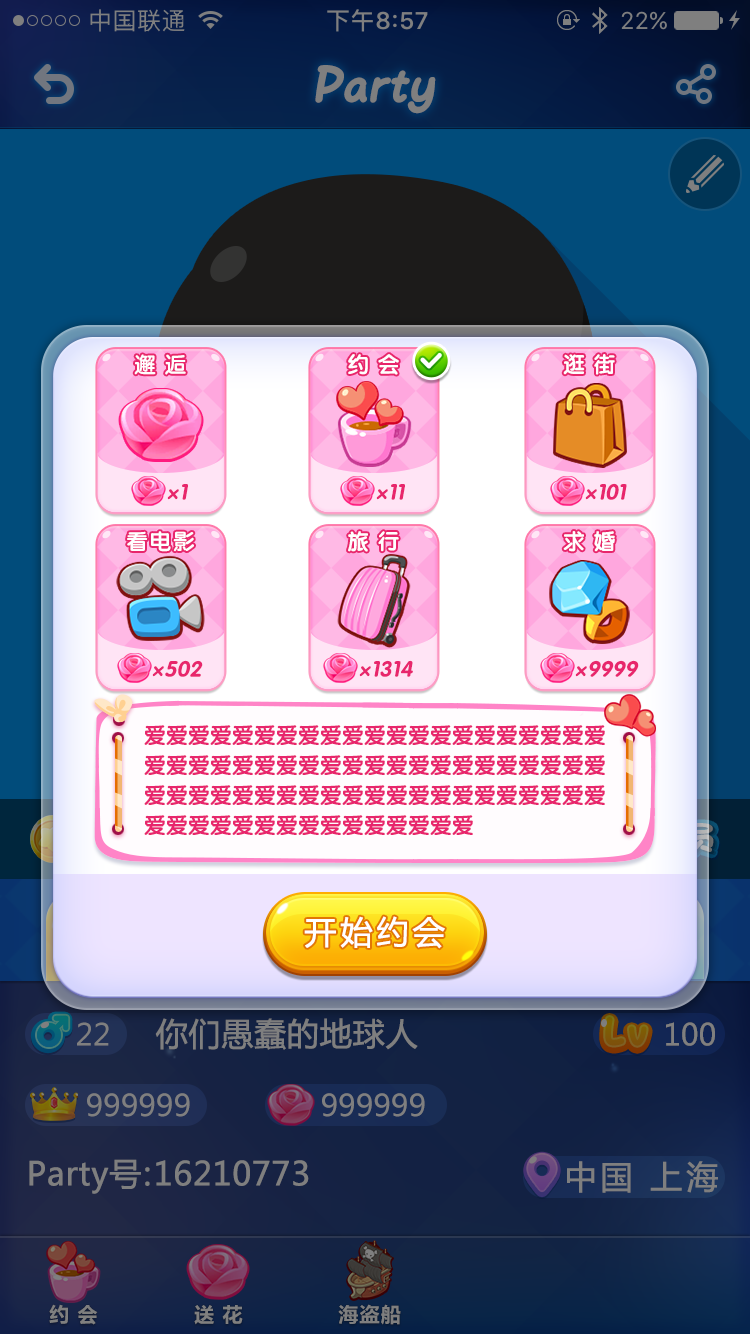 中国联通 下午8:57 22%
Party
邂逅 约会 逛街
×1 ×11 ×101
看电影 旅行 求婚
×502 ×1314 ×9999
爱爱爱爱爱爱爱爱爱爱爱爱爱爱爱爱爱爱爱爱爱
爱爱爱爱爱爱爱爱爱爱爱爱爱爱爱爱爱爱爱爱爱
爱爱爱爱爱爱爱爱爱爱爱爱爱爱爱爱爱爱爱爱爱
爱爱爱爱爱爱爱爱爱爱爱爱爱爱爱
员
开始约会
22 你们愚蠢的地球人 Lv 100
999999 999999
Party号:16210773 中国 上海
约会 送花 海盗船